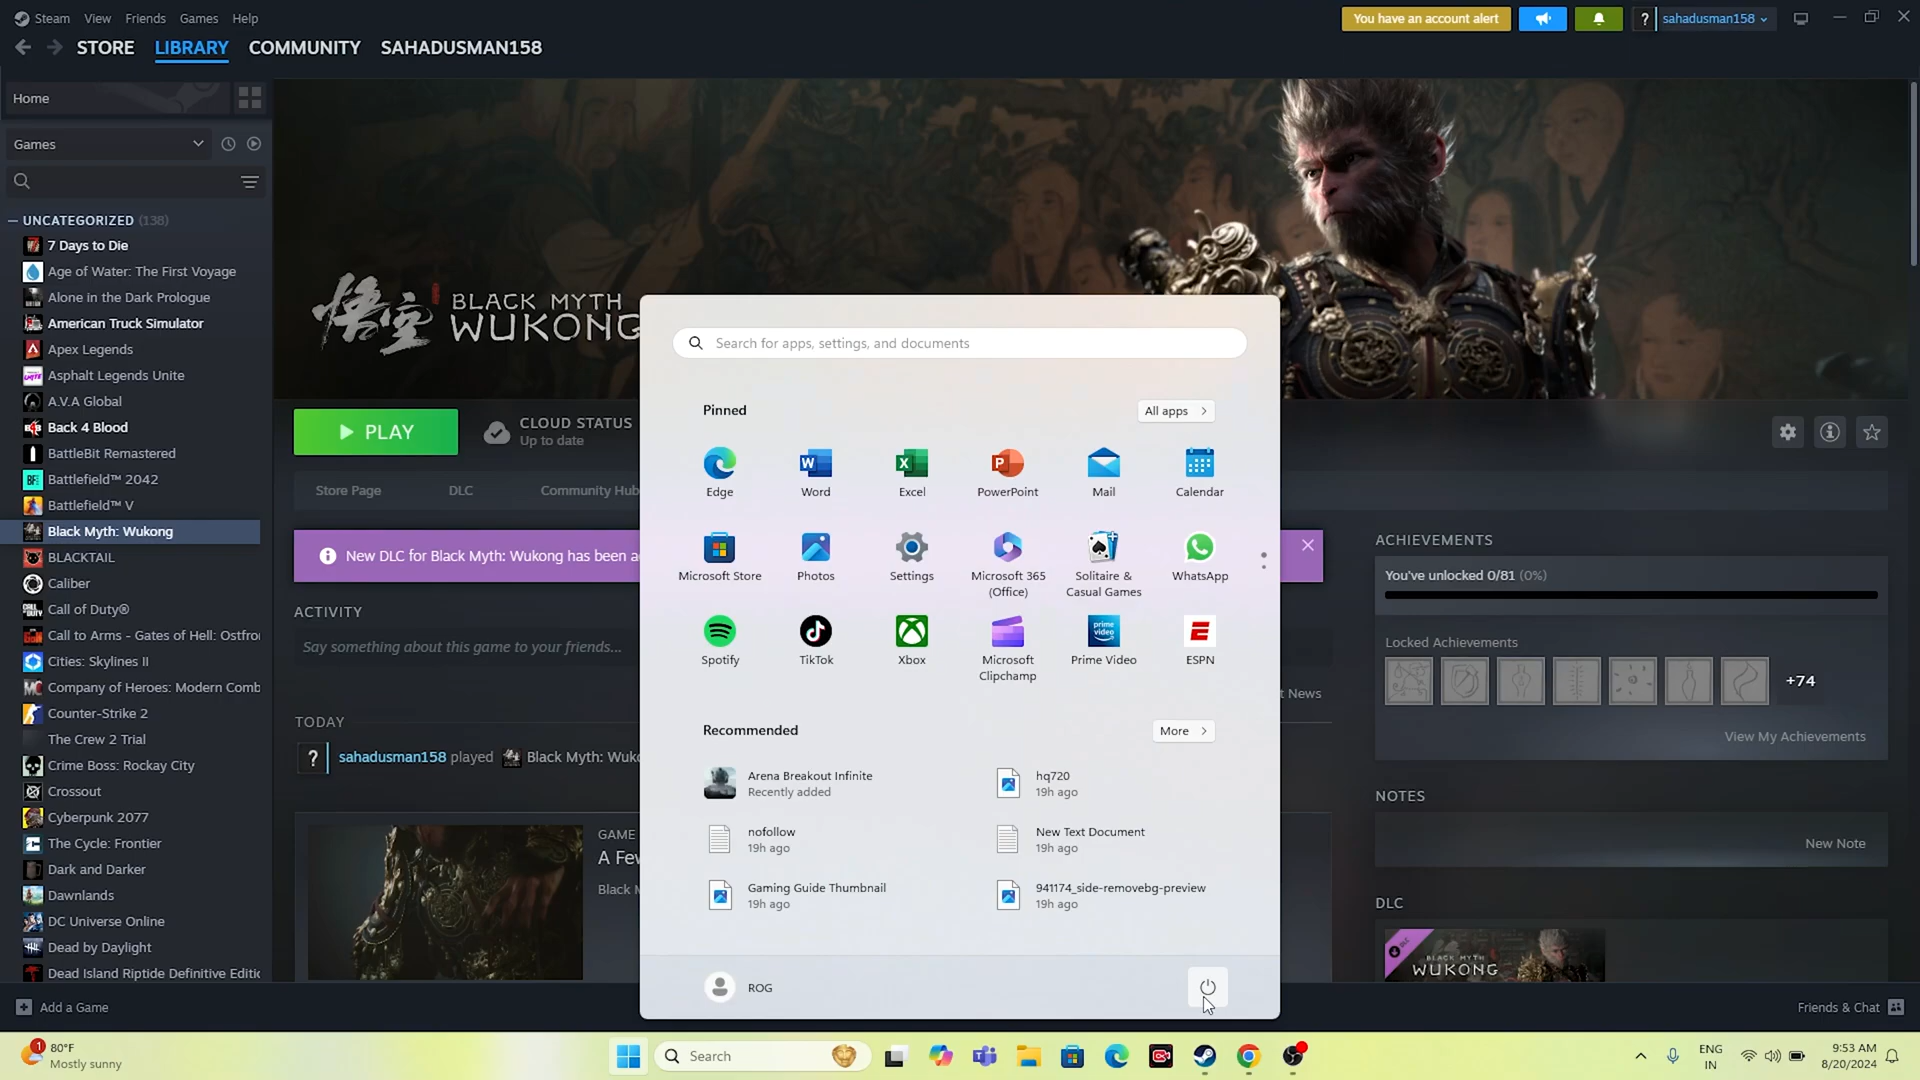 Steam View Friends Games Help
You have an account alert
? sahadusman158
STORE LIBRARY COMMUNITY SAHADUSMAN158
Home
Games
UNCATEGORIZED (138)
7 Days to Die
Age of Water: The First Voyage
Alone in the Dark Prologue
American Truck Simulator
Apex Legends
Asphalt Legends Unite
A.V.A Global
Back 4 Blood
BattleBit Remastered
Battlefield™ 2042
Battlefield™ V
Black Myth: Wukong
BLACKTAIL
Caliber
Call of Duty®
Call to Arms - Gates of Hell: Ostfro
Cities: Skylines II
Company of Heroes: Modern Comb
Counter-Strike 2
The Crew 2 Trial
Crime Boss: Rockay City
Crossout
Cyberpunk 2077
The Cycle: Frontier
Dark and Darker
Dawnlands
DC Universe Online
Dead by Daylight
Dead Island Riptide Definitive Editic
Add a Game
悟空 BLACK MYTH
WUKONG
PLAY
CLOUD STATUS
Up to date
Store Page DLC Community Hub
New DLC for Black Myth: Wukong has been a
ACTIVITY
Say something about this game to your friends...
t News
TODAY
? sahadusman158 played Black Myth: Wuko
GAME
A Fe
Black M
Search for apps, settings, and documents
Pinned
All apps
Edge Word Excel PowerPoint Mail Calendar
Microsoft Store Photos Settings Microsoft 365 (Office) Solitaire & Casual Games WhatsApp
Spotify TikTok Xbox Microsoft Clipchamp Prime Video ESPN
prime video
Recommended
More
Arena Breakout Infinite
Recently added
hq720
19h ago
nofollow
19h ago
New Text Document
19h ago
Gaming Guide Thumbnail
19h ago
941174_side-removebg-preview
19h ago
ROG
ACHIEVEMENTS
You've unlocked 0/81 (0%)
Locked Achievements
+74
View My Achievements
NOTES
New Note
DLC
DLC
BLACK MYTH
WUKONG
Friends & Chat
1
80°F
Mostly sunny
Search
ENG
IN
9:53 AM
8/20/2024